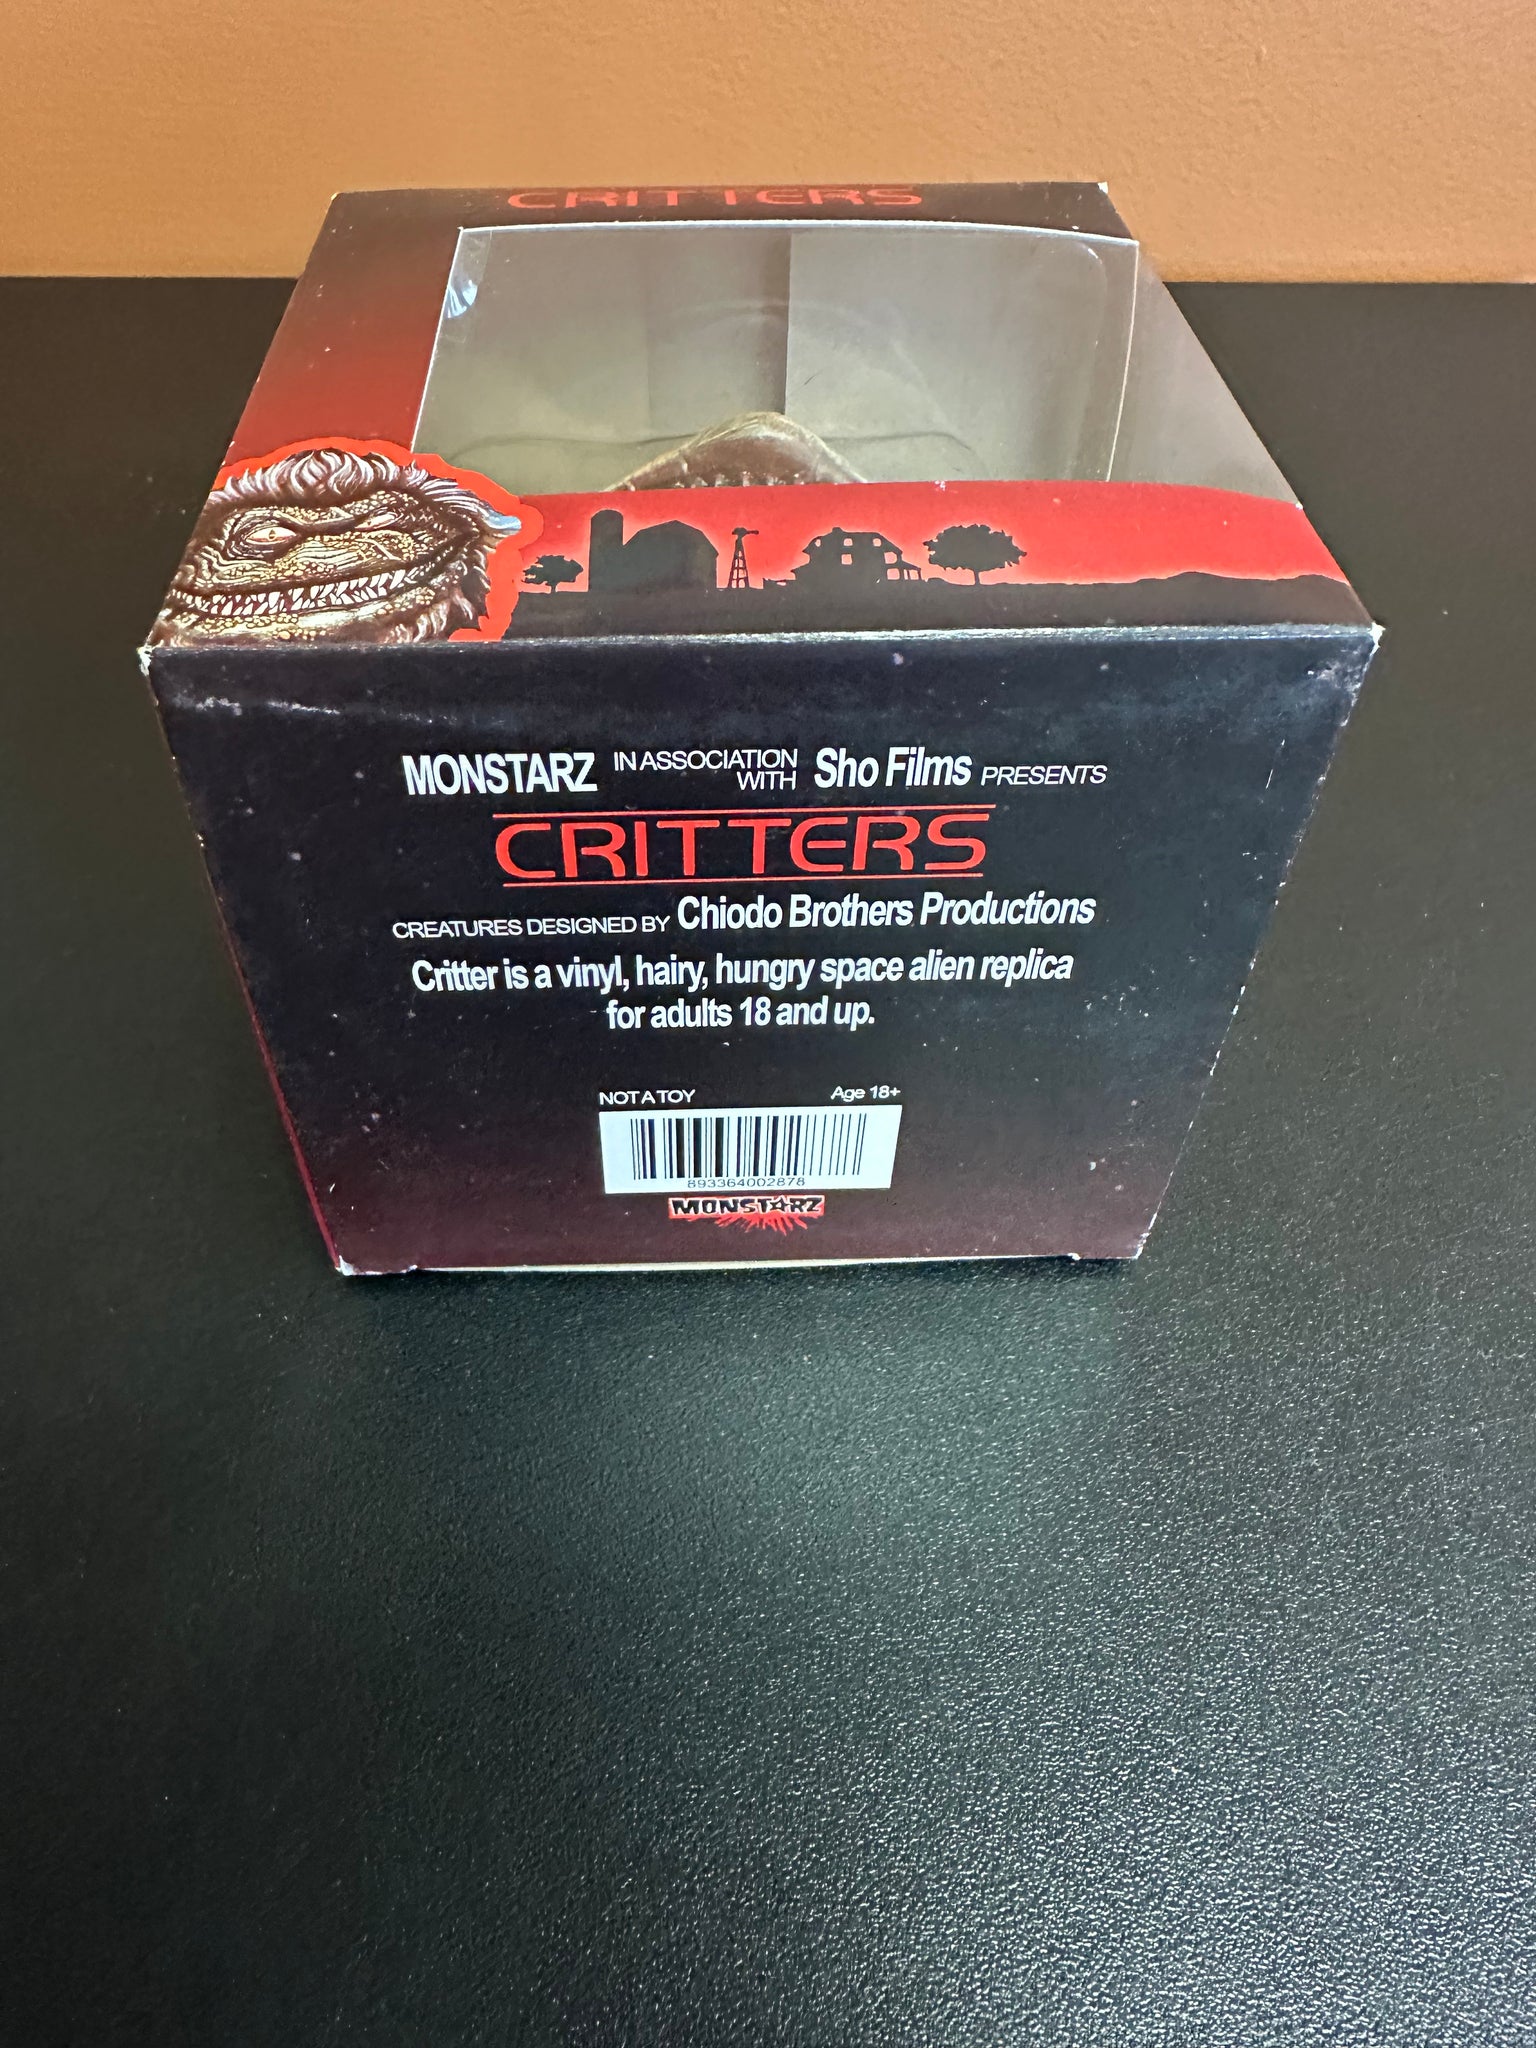 CRITTERS
MONSTARZ IN ASSOCIATION WITH Sho Films PRESENTS
CRITTERS
CREATURES DESIGNED BY Chiodo Brothers Productions
Critter is a vinyl, hairy, hungry space alien replica
for adults 18 and up.
NOT A TOY Age 18+
893364002878
MONSTARZ